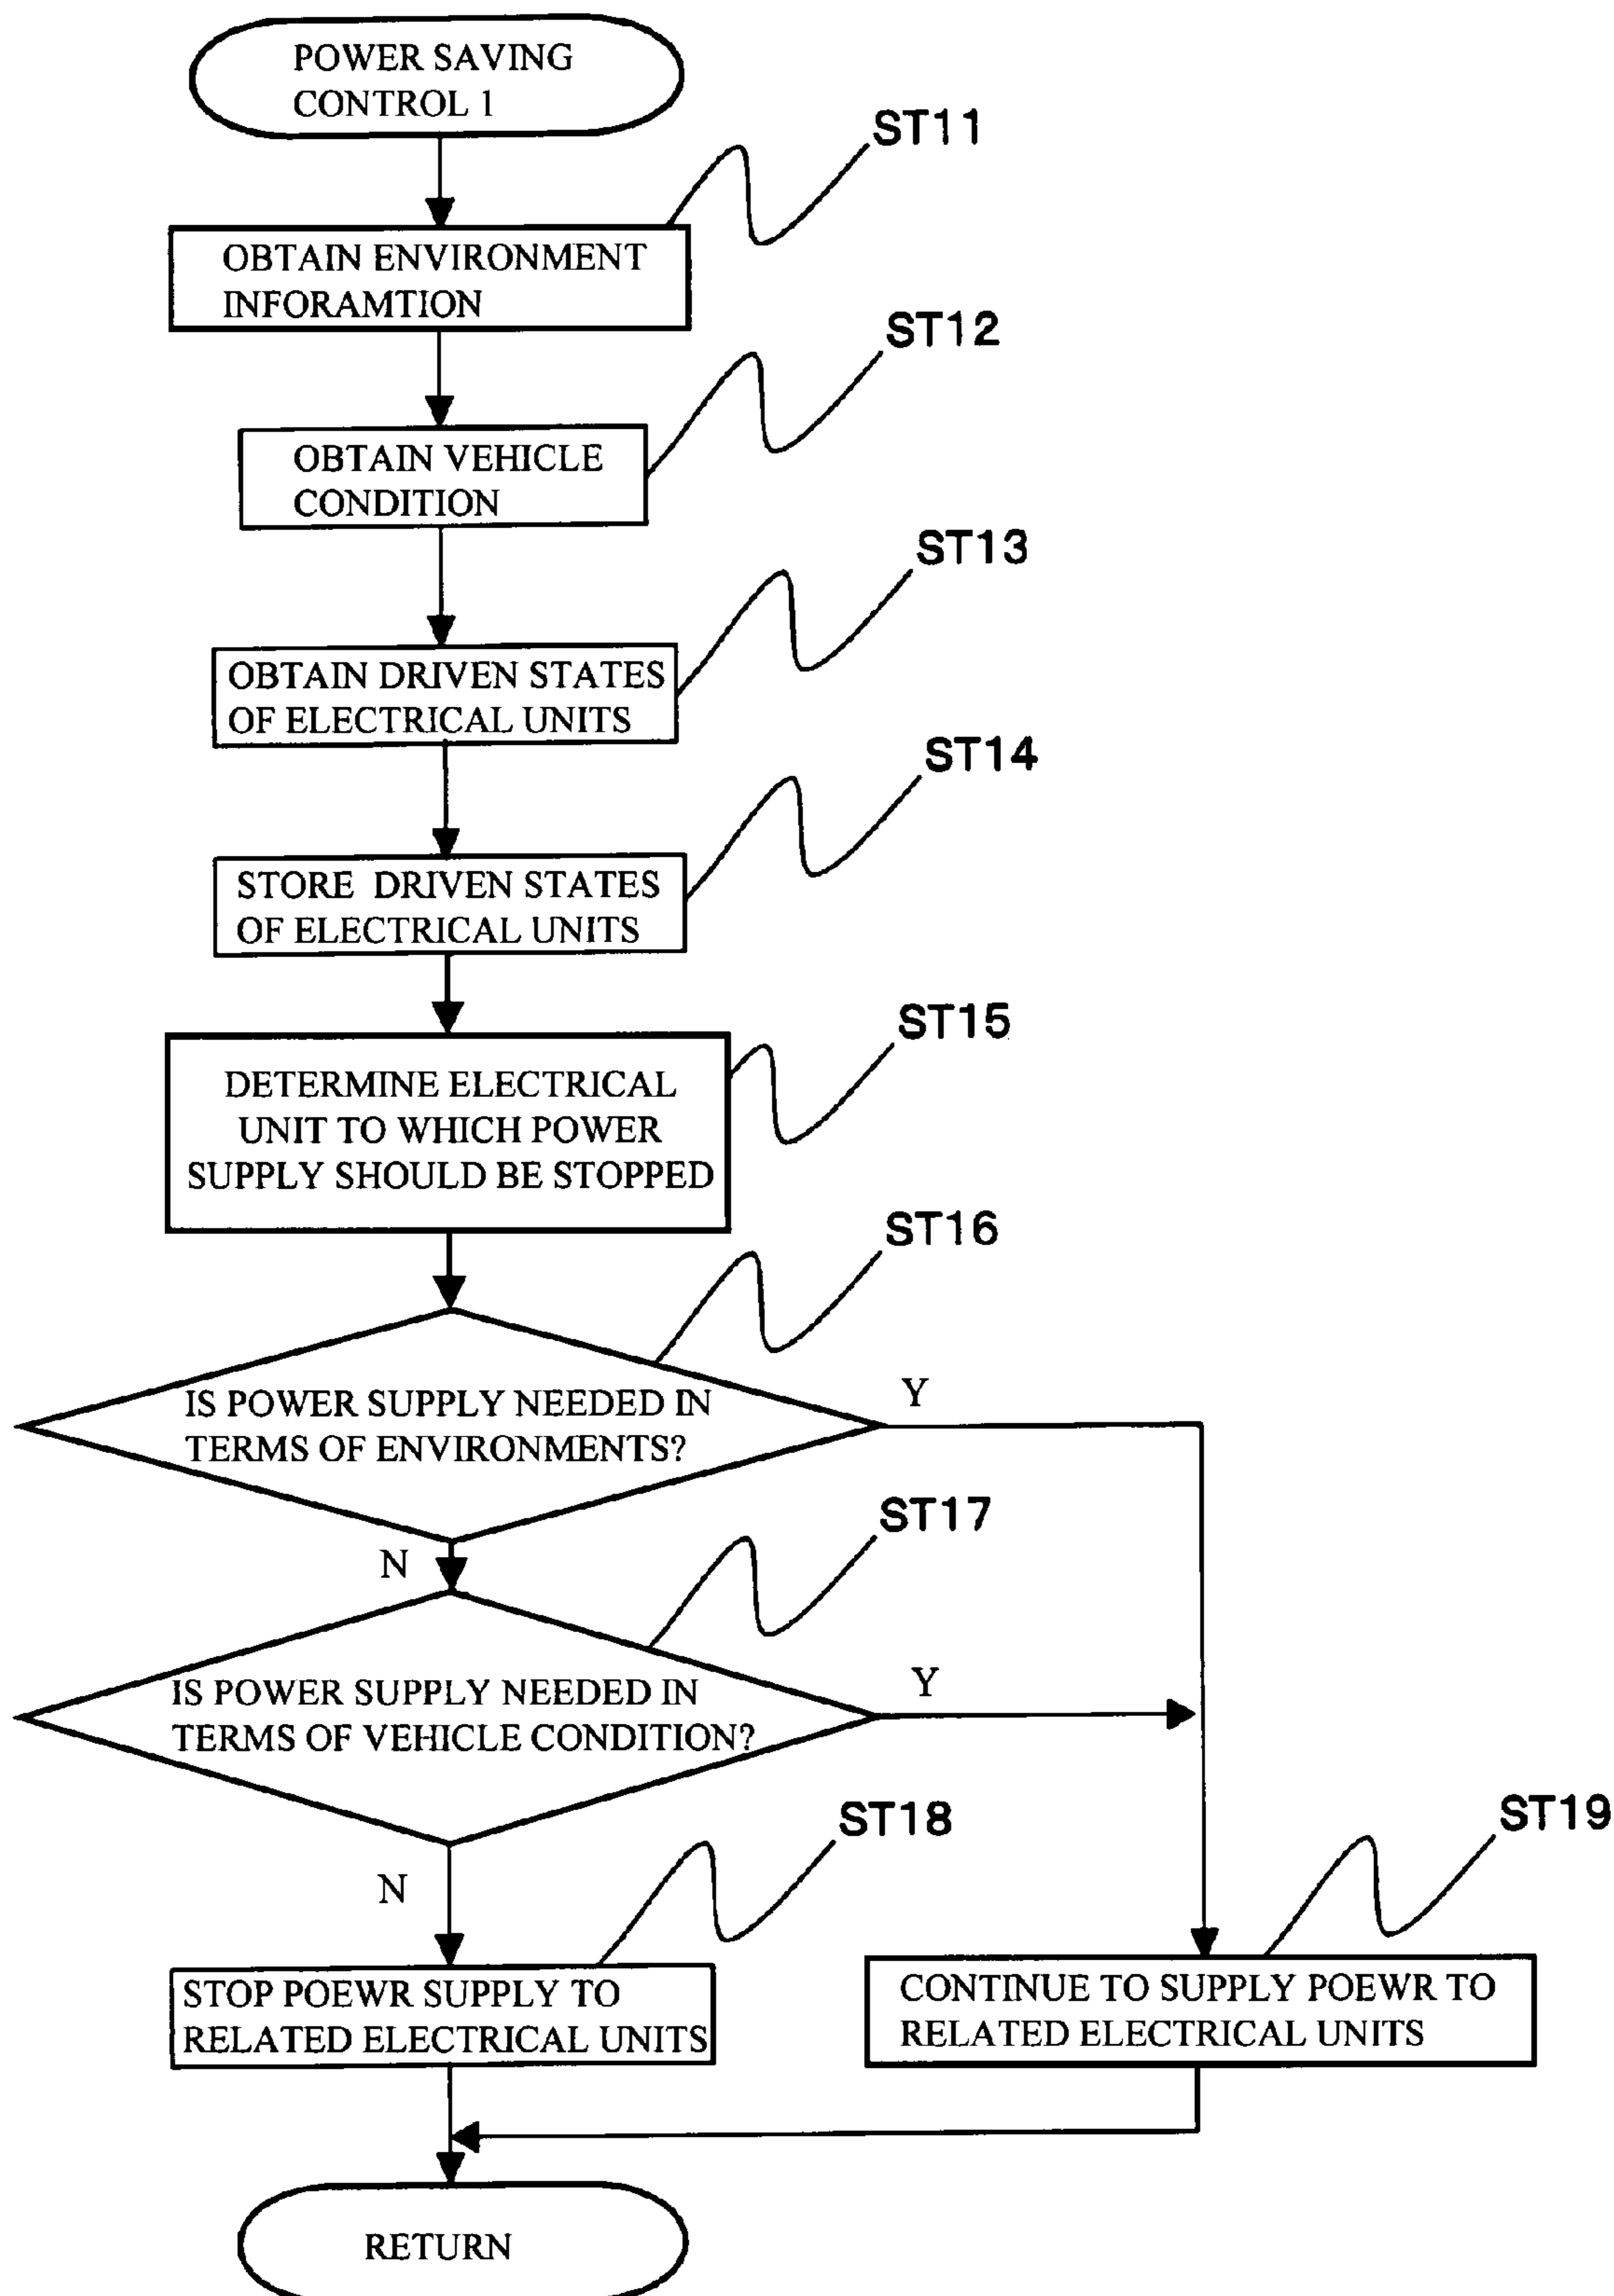 POWER SAVING
CONTROL 1
ST11
OBTAIN ENVIRONMENT
INFORAMTION
ST12
OBTAIN VEHICLE
CONDITION
ST13
OBTAIN DRIVEN STATES
OF ELECTRICAL UNITS
ST14
STORE DRIVEN STATES
OF ELECTRICAL UNITS
ST15
DETERMINE ELECTRICAL
UNIT TO WHICH POWER
SUPPLY SHOULD BE STOPPED
ST16
IS POWER SUPPLY NEEDED IN
TERMS OF ENVIRONMENTS?
Y
N
ST17
IS POWER SUPPLY NEEDED IN
TERMS OF VEHICLE CONDITION?
Y
N
ST18
STOP POEWR SUPPLY TO
RELATED ELECTRICAL UNITS
ST19
CONTINUE TO SUPPLY POEWR TO
RELATED ELECTRICAL UNITS
RETURN